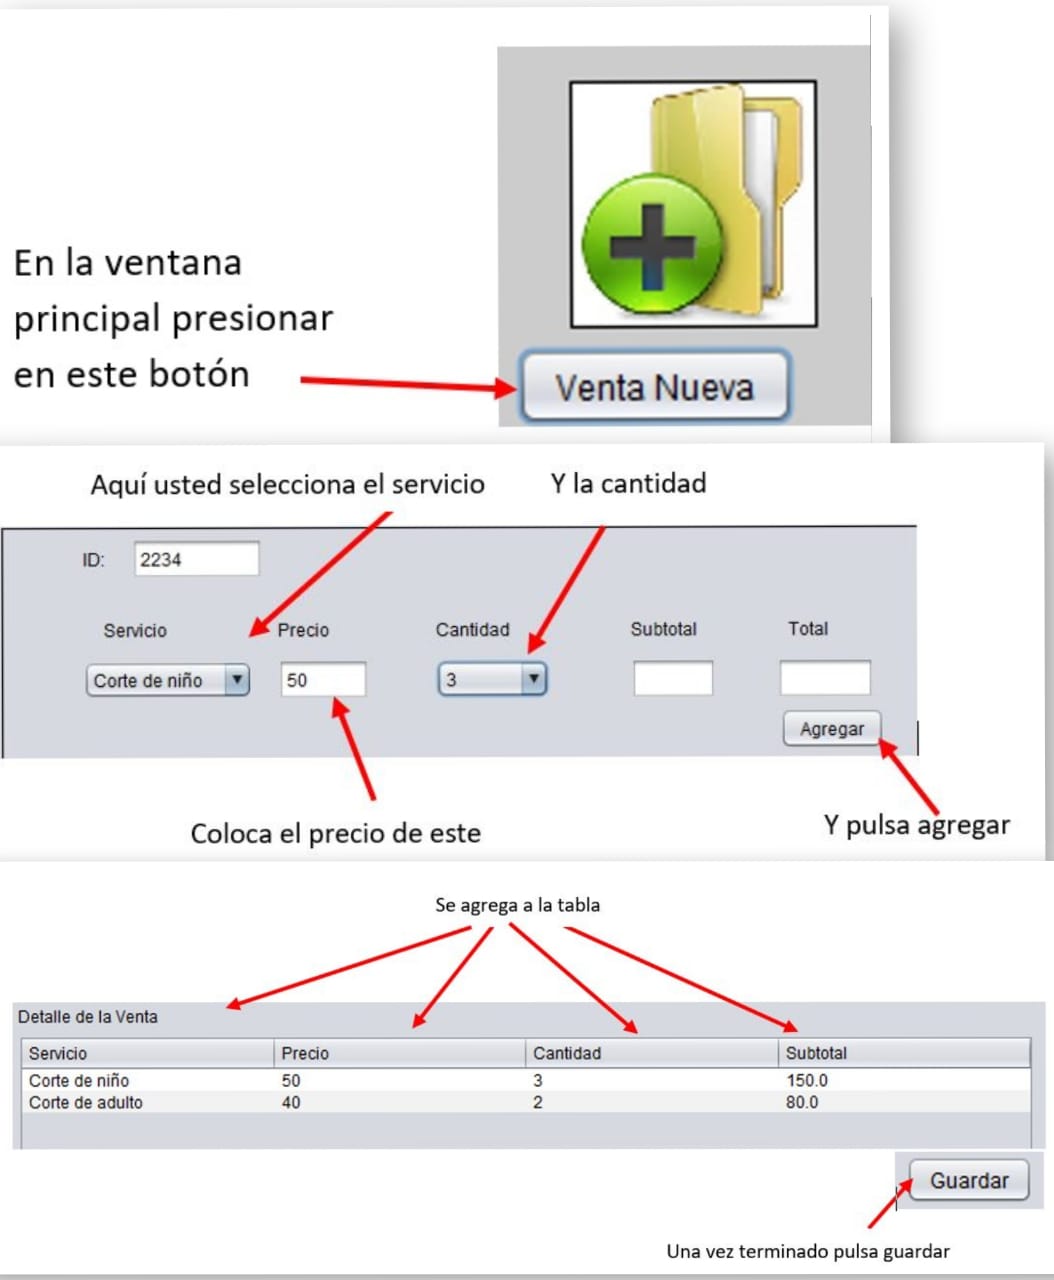 En la ventana
principal presionar
en este botón
Venta Nueva
Aquí usted selecciona el servicio
Y la cantidad
ID:
2234
Servicio
Precio
Cantidad
Subtotal
Total
Corte de niño
50
3
Agregar
Coloca el precio de este
Y pulsa agregar
Se agrega a la tabla
Detalle de la Venta
Servicio Precio Cantidad Subtotal
Corte de niño 50 3 150.0
Corte de adulto 40 2 80.0
Guardar
Una vez terminado pulsa guardar